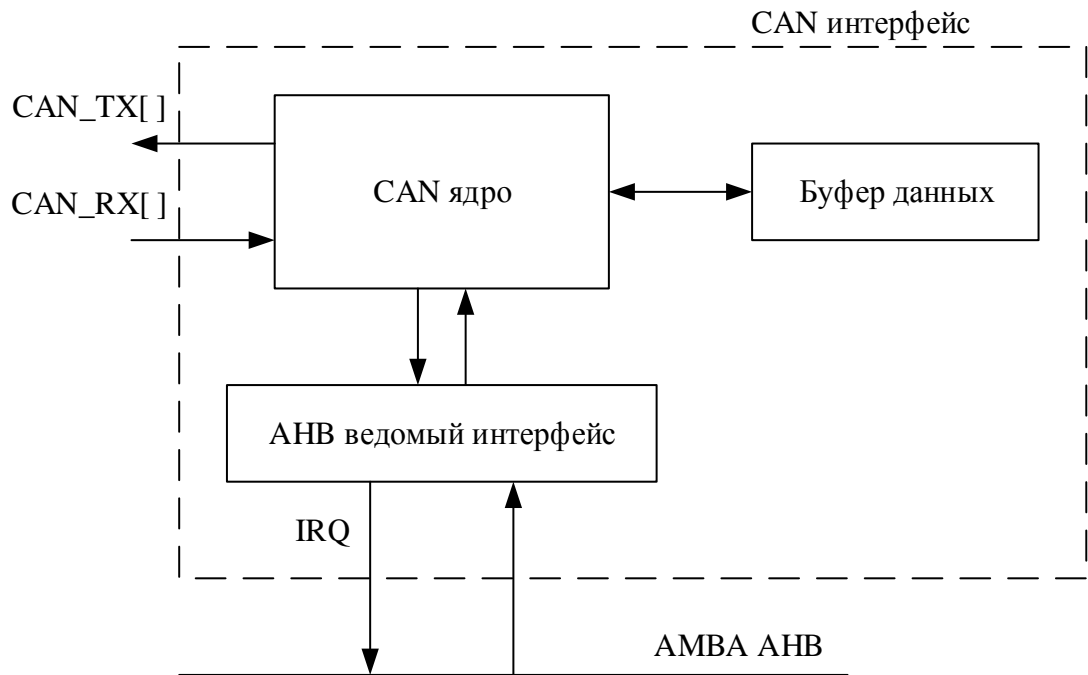 CAN интерфейс
CAN_TX[ ]
CAN_RX[ ]
CAN ядро
Буфер данных
AHB ведомый интерфейс
IRQ
AMBA AHB